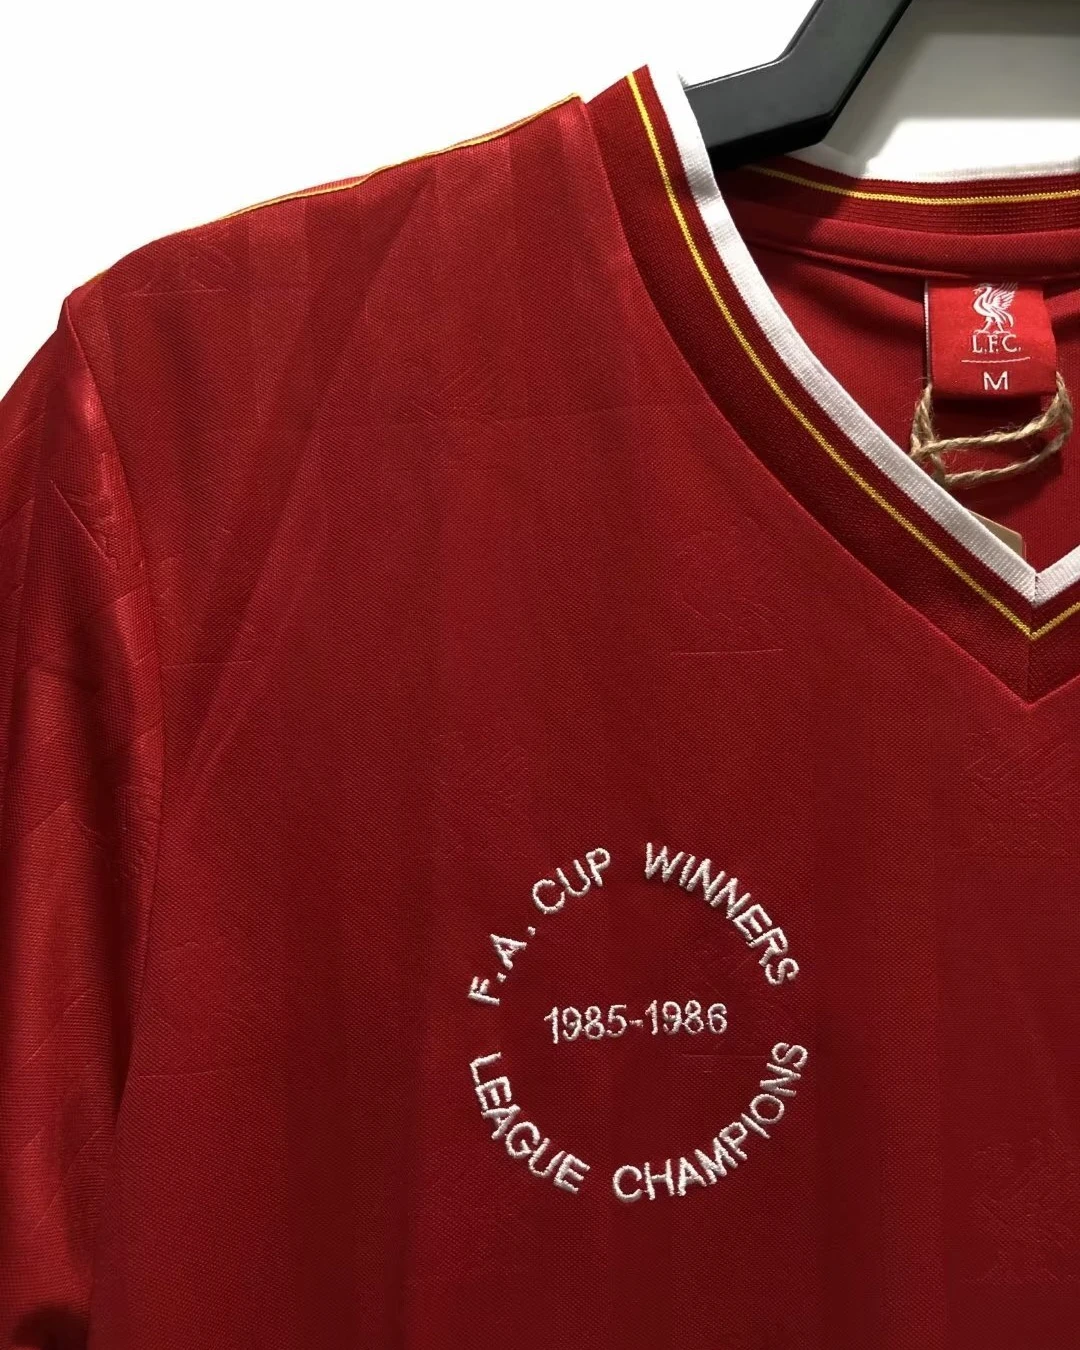 L.F.C.
M
F.A. CUP WINNERS
1985-1986
LEAGUE CHAMPIONS